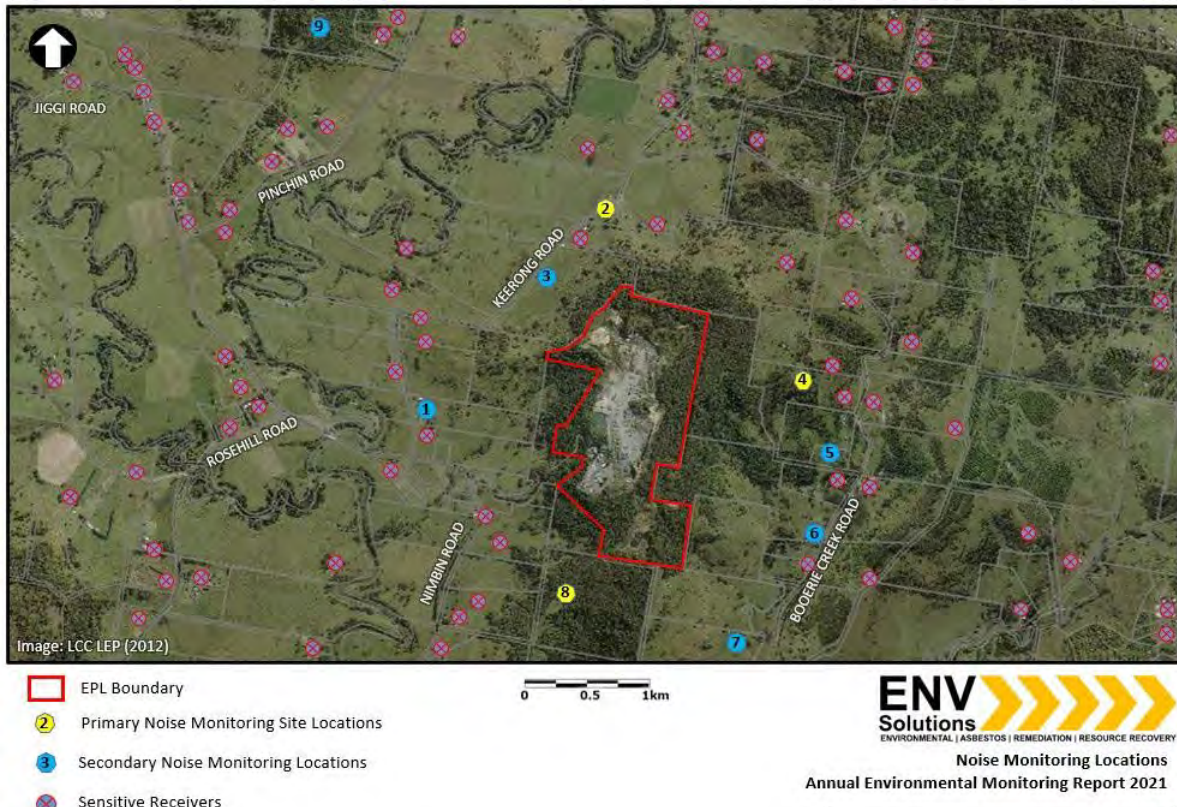 9
JIGGI ROAD
PINCHIN ROAD
2
KEERONG ROAD
3
4
1
ROSEHILL ROAD
5
NIMBIN ROAD
6
BOOERIE CREEK ROAD
8
7
Image: LCC LEP (2012)
EPL Boundary
0 0.5 1km
2 Primary Noise Monitoring Site Locations
3 Secondary Noise Monitoring Locations
Sensitive Receivers
ENV
Solutions
ENVIRONMENTAL | ASBESTOS | REMEDIATION | RESOURCE RECOVERY
Noise Monitoring Locations
Annual Environmental Monitoring Report 2021